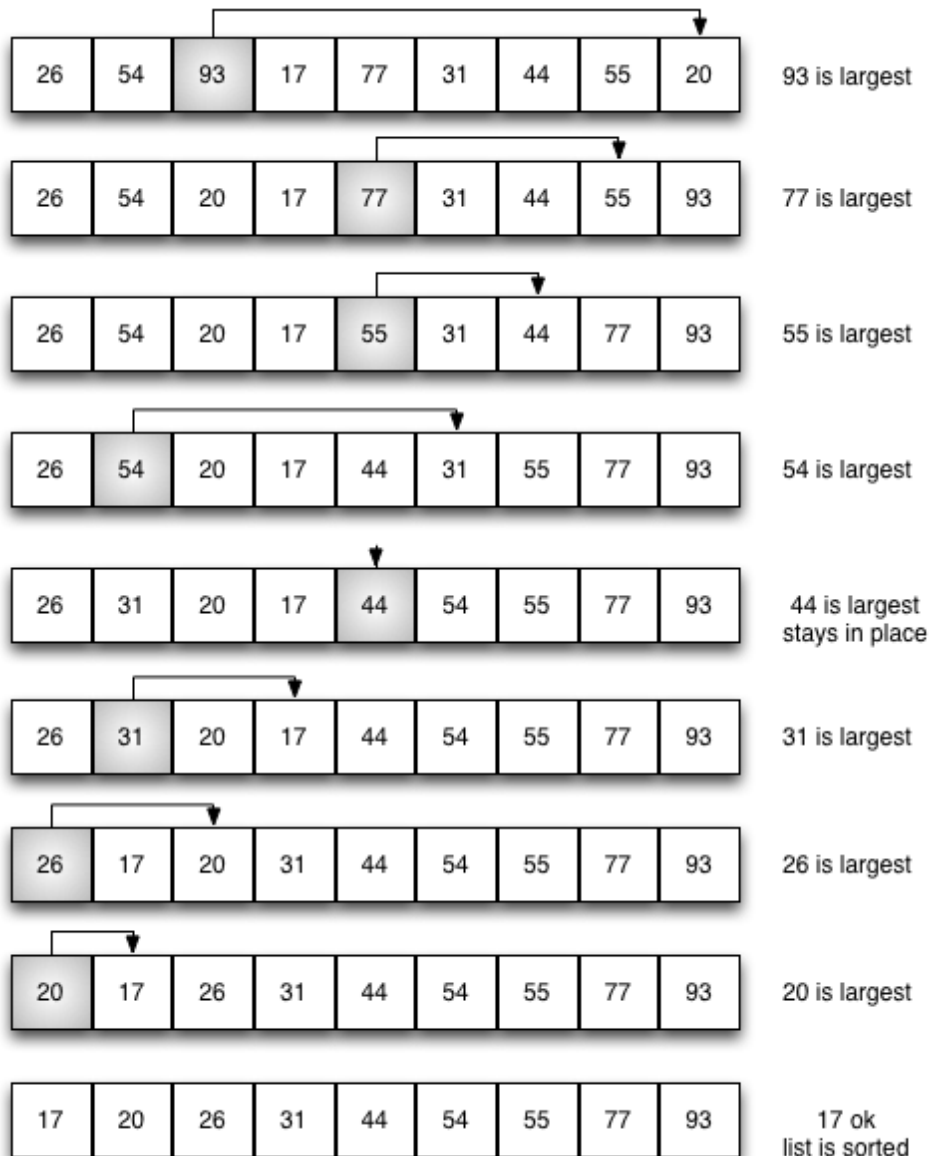 26 54 93 17 77 31 44 55 20 93 is largest
26 54 20 17 77 31 44 55 93 77 is largest
26 54 20 17 55 31 44 77 93 55 is largest
26 54 20 17 44 31 55 77 93 54 is largest
26 31 20 17 44 54 55 77 93 44 is largest
stays in place
26 31 20 17 44 54 55 77 93 31 is largest
26 17 20 31 44 54 55 77 93 26 is largest
20 17 26 31 44 54 55 77 93 20 is largest
17 20 26 31 44 54 55 77 93 17 ok
list is sorted